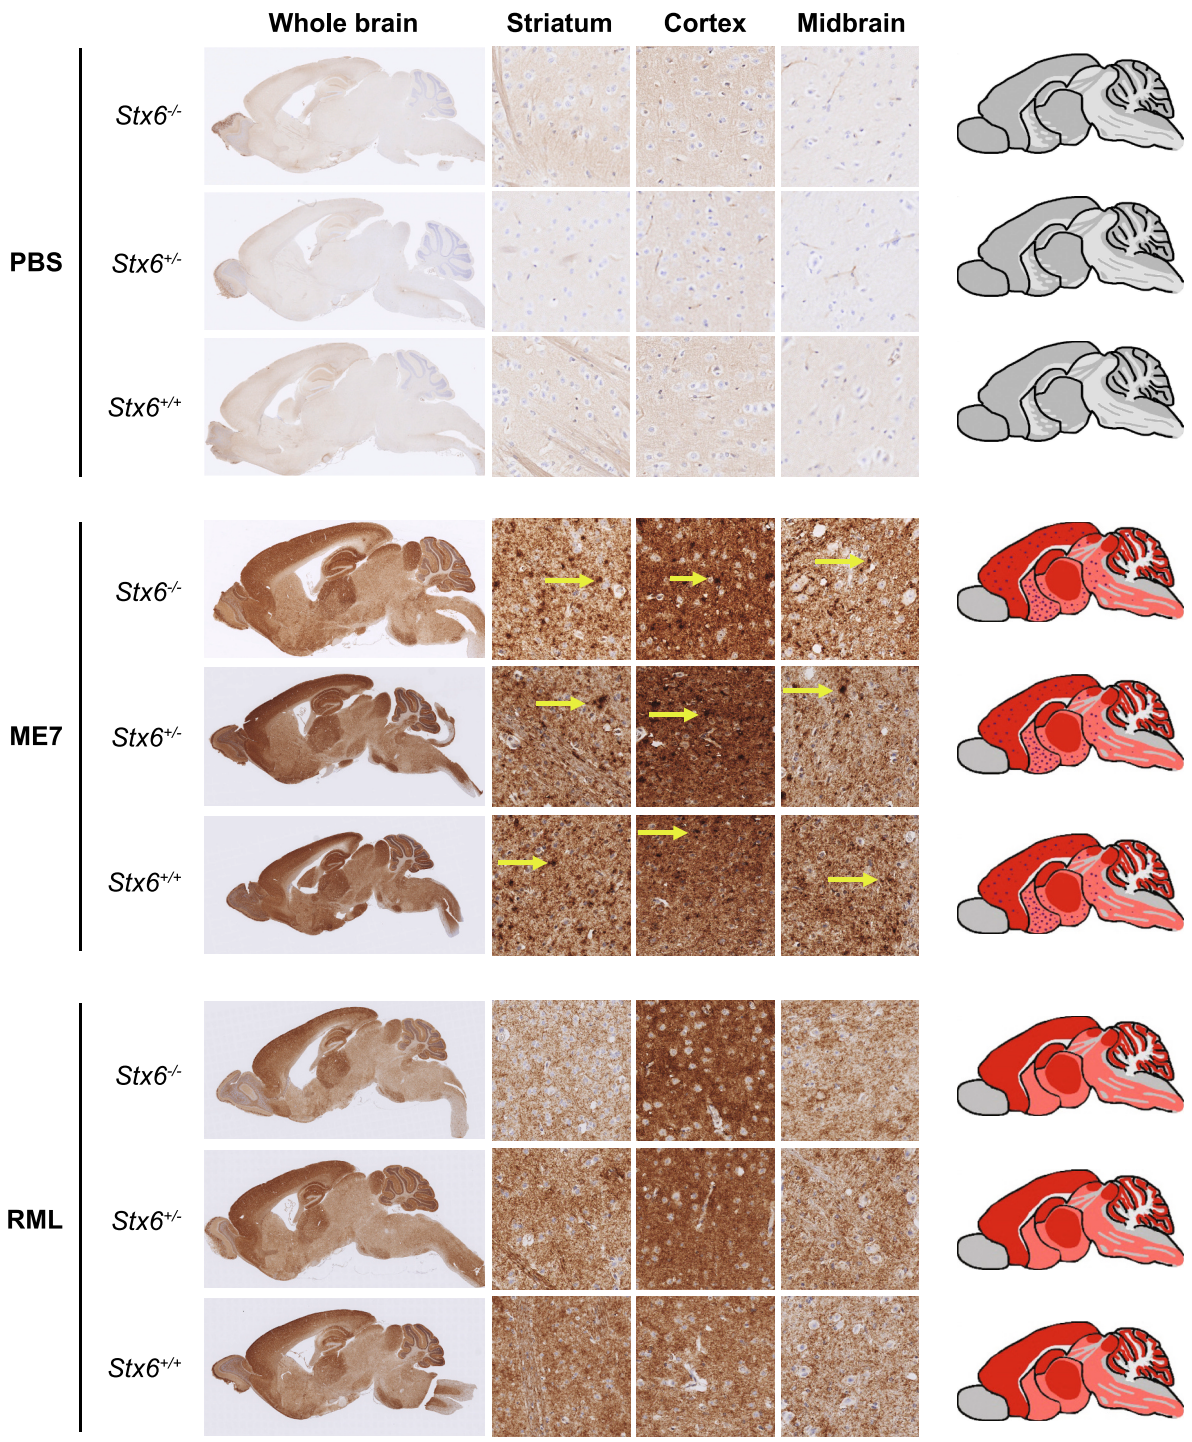 Whole brain Striatum Cortex Midbrain
PBS
Stx6-/-
Stx6+/-
Stx6+/+
ME7
Stx6-/-
Stx6+/-
Stx6+/+
RML
Stx6-/-
Stx6+/-
Stx6+/+